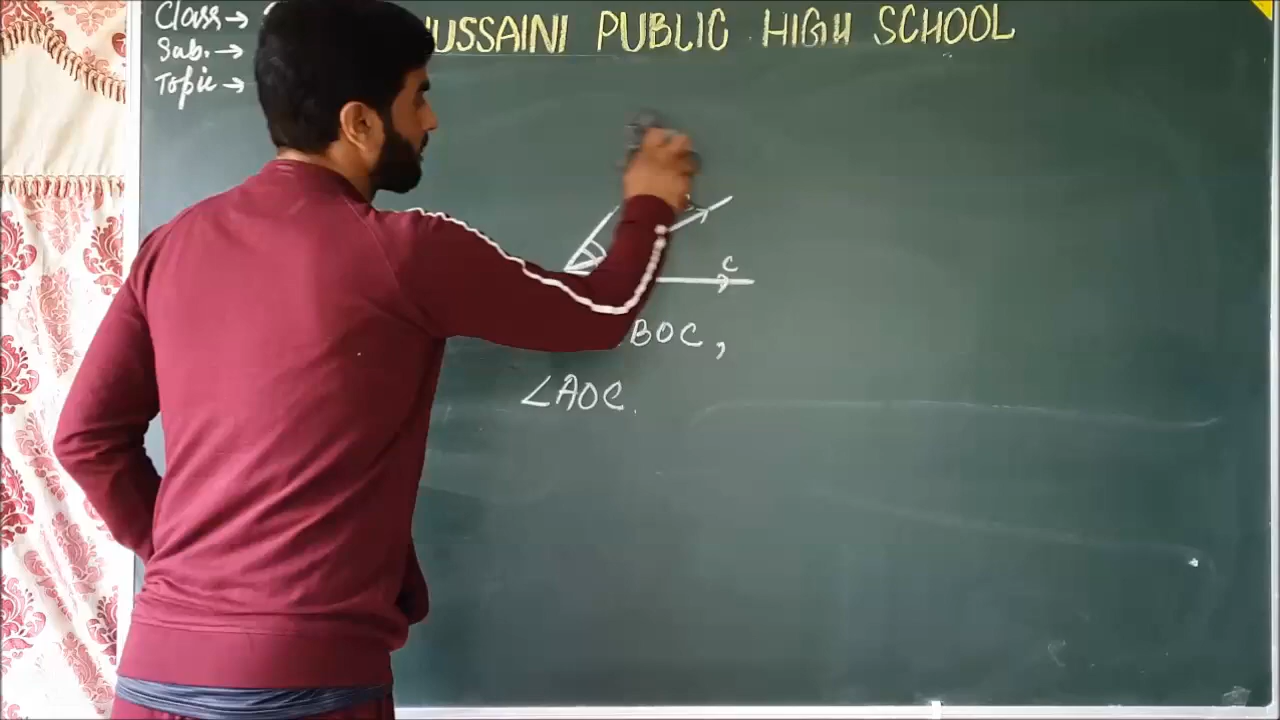 Class →
USSAINI PUBLIC HIGH SCHOOL
Sub. →
Topic →
C
BOC,
∠AOC.